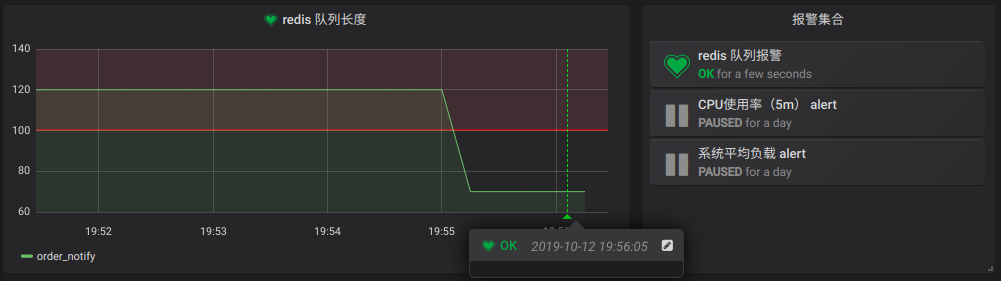 redis 队列长度
140
120
100
80
60
19:52
19:53
19:54
19:55
order_notify
OK 2019-10-12 19:56:05
报警集合
redis 队列报警
OK for a few seconds
CPU使用率（5m） alert
PAUSED for a day
系统平均负载 alert
PAUSED for a day